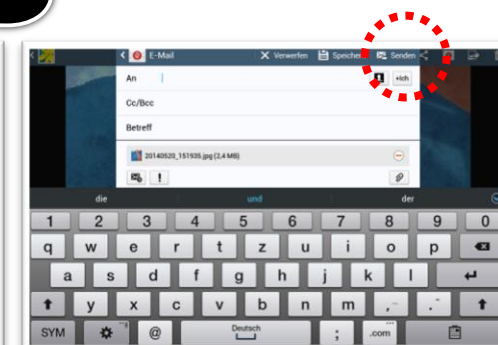 E-Mail Verwerfen Speichern Senden
An +Ich
Cc/Bcc
Betreff
20140520_151935.jpg (2,4 MB)
die und der
1 2 3 4 5 6 7 8 9 0
q w e r t z u i o p
a s d f g h j k l
y x c v b n m ,- .-
SYM @ Deutsch ; .com